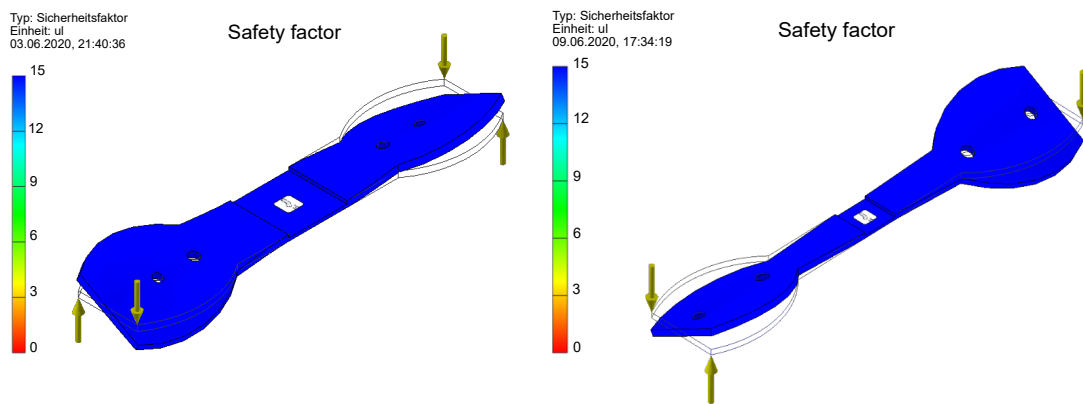 Typ: Sicherheitsfaktor
Einheit: ul
03.06.2020, 21:40:36
Safety factor
15
12
9
6
3
0
Typ: Sicherheitsfaktor
Einheit: ul
09.06.2020, 17:34:19
Safety factor
15
12
9
6
3
0